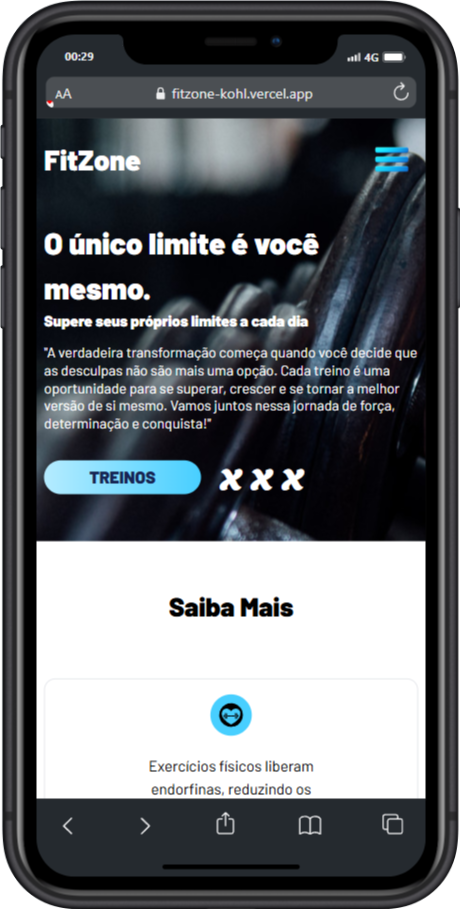 00:29
4G
AA
fitzone-kohl.vercel.app
FitZone
O único limite é você
mesmo.
Supere seus próprios limites a cada dia
"A verdadeira transformação começa quando você decide que
as desculpas não são mais uma opção. Cada treino é uma
oportunidade para se superar, crescer e se tornar a melhor
versão de si mesmo. Vamos juntos nessa jornada de força,
determinação e conquista!"
TREINOS
x x x
Saiba Mais
Exercícios físicos liberam
endorfinas, reduzindo os